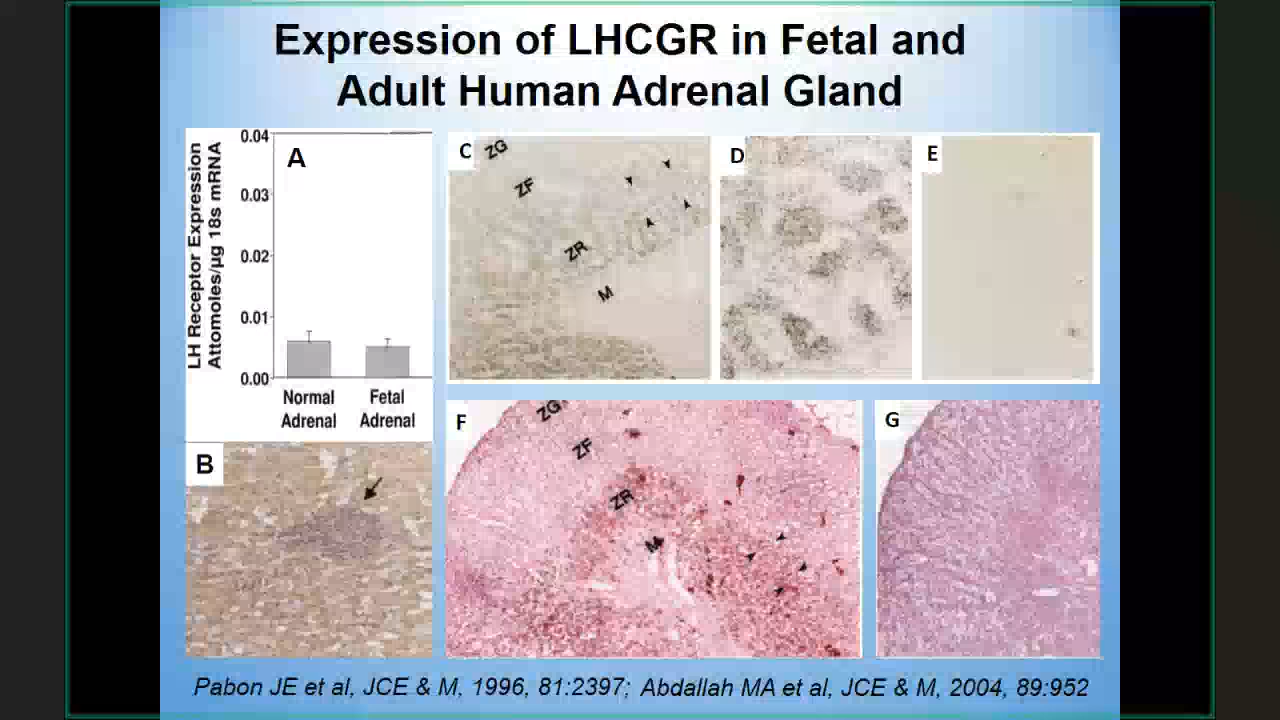 Expression of LHCGR in Fetal and
Adult Human Adrenal Gland
LH Receptor Expression
Attomoles/µg 18s mRNA
0.04
0.03
0.02
0.01
0.00
A
Normal
Adrenal
Fetal
Adrenal
B
C
ZG
ZF
ZR
M
D
E
F
ZG
ZF
ZR
M
G
Pabon JE et al, JCE & M, 1996, 81:2397; Abdallah MA et al, JCE & M, 2004, 89:952